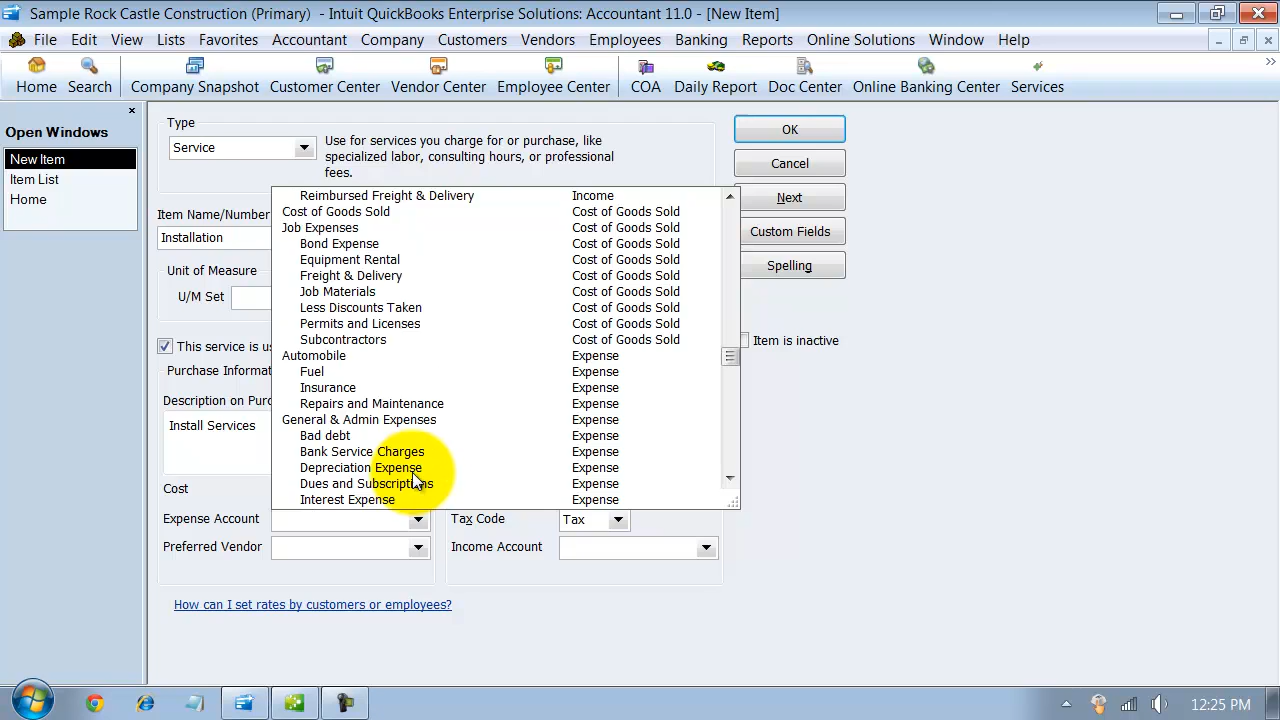 Sample Rock Castle Construction (Primary) - Intuit QuickBooks Enterprise Solutions: Accountant 11.0 - [New Item]
File Edit View Lists Favorites Accountant Company Customers Vendors Employees Banking Reports Online Solutions Window Help
Home Search Company Snapshot Customer Center Vendor Center Employee Center COA Daily Report Doc Center Online Banking Center Services
Open Windows
New Item
Item List
Home
Type
Service
Use for services you charge for or purchase, like
specialized labor, consulting hours, or professional
fees.
OK
Cancel
Next
Custom Fields
Spelling
Item is inactive
Item Name/Number
Installation
Unit of Measure
U/M Set
This service is us
Purchase Informat
Description on Purc
Install Services
Cost
Reimbursed Freight & Delivery Income
Cost of Goods Sold Cost of Goods Sold
Job Expenses Cost of Goods Sold
Bond Expense Cost of Goods Sold
Equipment Rental Cost of Goods Sold
Freight & Delivery Cost of Goods Sold
Job Materials Cost of Goods Sold
Less Discounts Taken Cost of Goods Sold
Permits and Licenses Cost of Goods Sold
Subcontractors Cost of Goods Sold
Automobile Expense
Fuel Expense
Insurance Expense
Repairs and Maintenance Expense
General & Admin Expenses Expense
Bad debt Expense
Bank Service Charges Expense
Depreciation Expense Expense
Dues and Subscriptions Expense
Interest Expense Expense
Expense Account
Tax Code Tax
Preferred Vendor
Income Account
How can I set rates by customers or employees?
12:25 PM